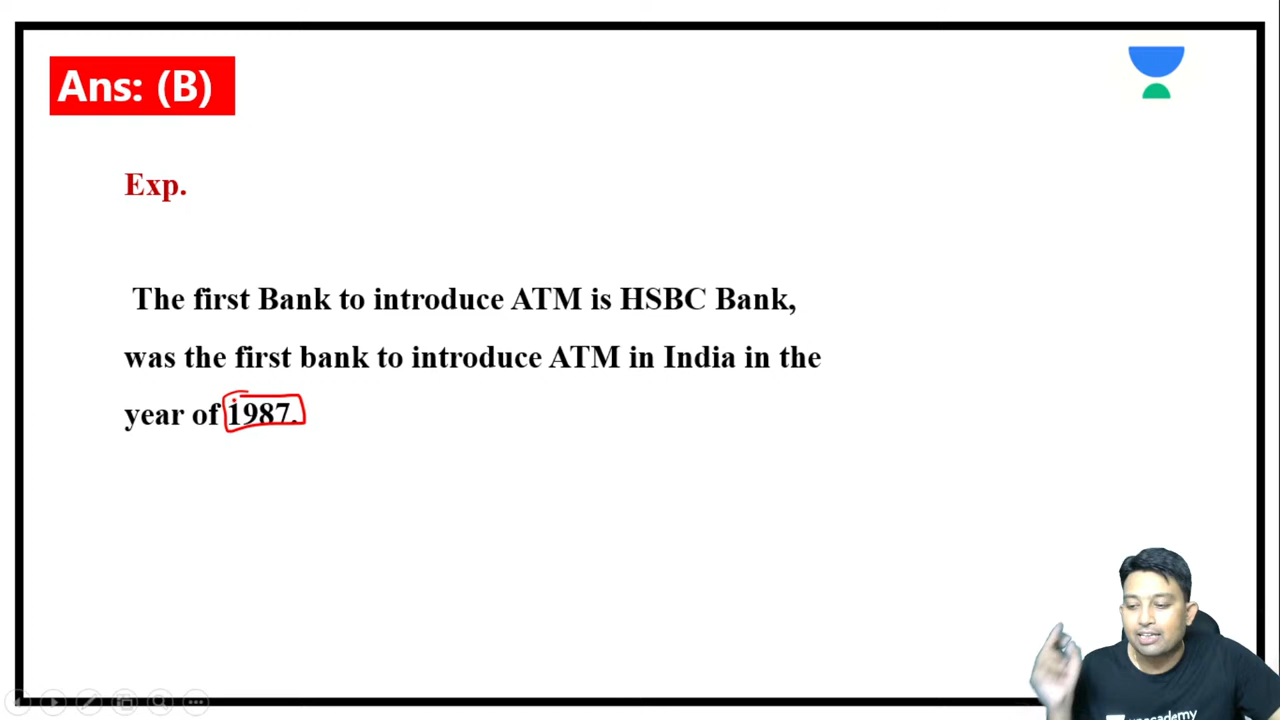 Ans: (B)
Exp.
The first Bank to introduce ATM is HSBC Bank,
was the first bank to introduce ATM in India in the
year of 1987.
unacademy